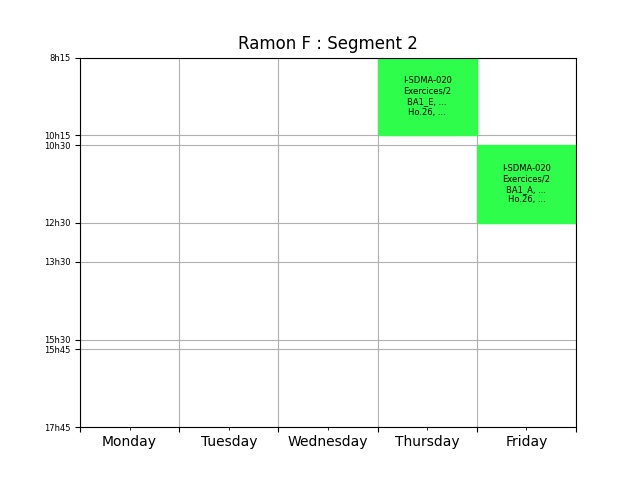 Ramon F : Segment 2
8h15
I-SDMA-020
Exercices/2
BA1_E, ...
Ho.26, ...
10h15
10h30
I-SDMA-020
Exercices/2
BA1_A, ...
Ho.26, ...
12h30
13h30
15h30
15h45
17h45
Monday Tuesday Wednesday Thursday Friday